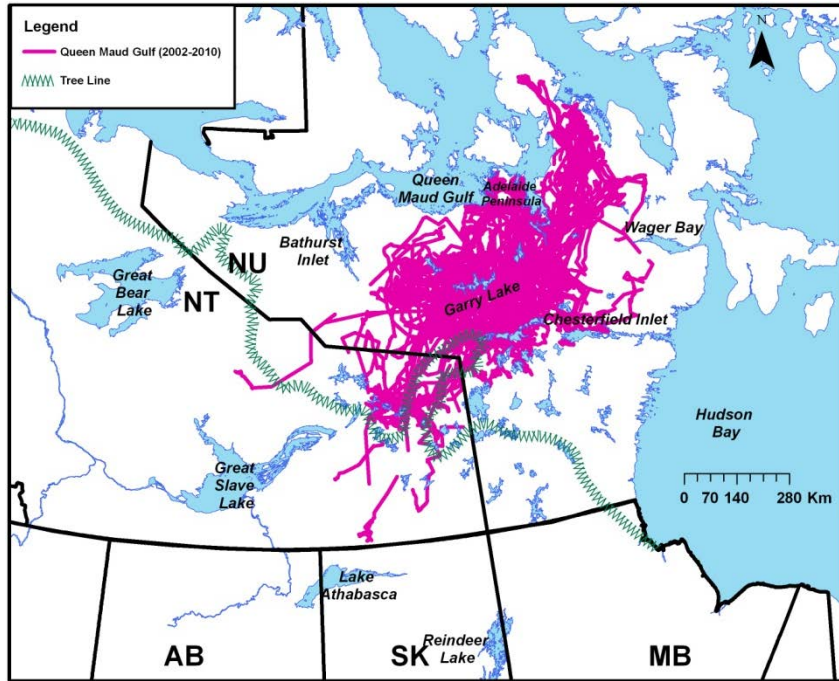 Legend
Queen Maud Gulf (2002-2010)
Tree Line
N
Queen
Maud Gulf
Adelaide
Peninsula
Bathurst
Inlet
Wager Bay
NU
Great
Bear
Lake
NT
Garry Lake
Chesterfield Inlet
Hudson
Bay
Great
Slave
Lake
0 70 140 280 Km
Lake
Athabasca
Reindeer
Lake
AB
SK
MB